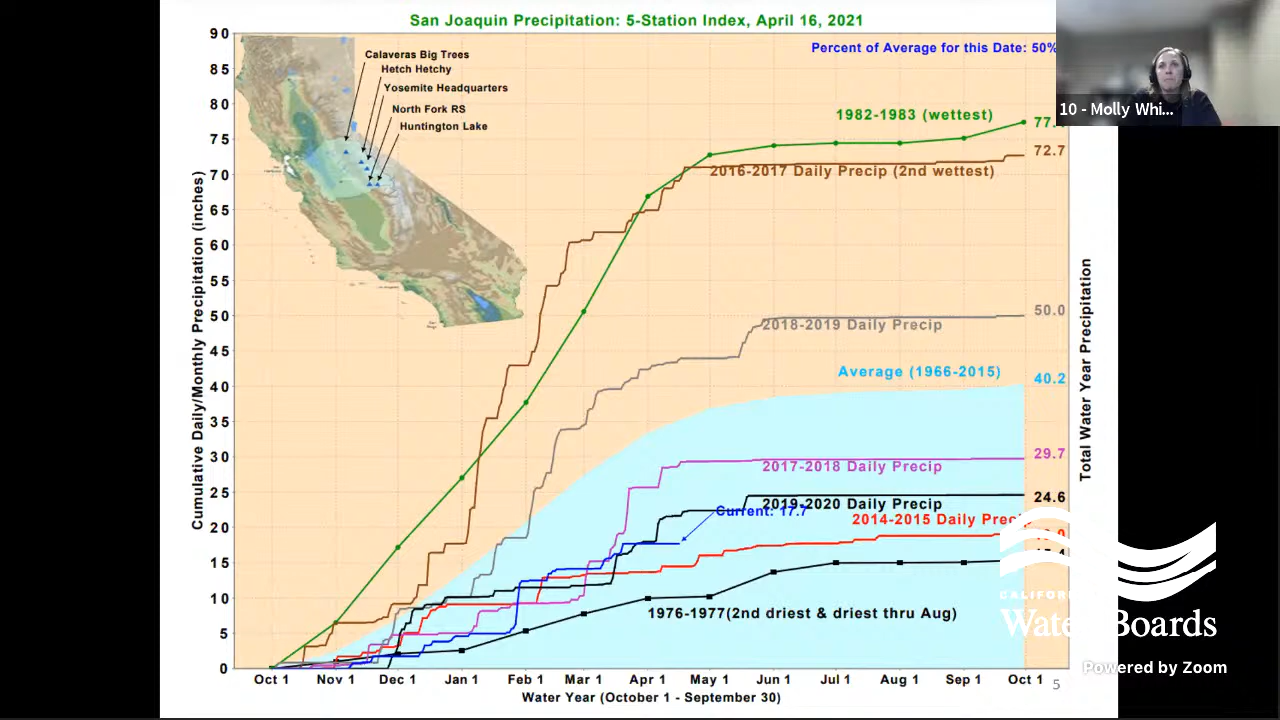 San Joaquin Precipitation: 5-Station Index, April 16, 2021
Percent of Average for this Date: 50%
10 - Molly Whi...
Cumulative Daily/Monthly Precipitation (inches)
90
85
80
75
70
65
60
55
50
45
40
35
30
25
20
15
10
5
0
Calaveras Big Trees
Hetch Hetchy
Yosemite Headquarters
North Fork RS
Huntington Lake
1982-1983 (wettest)
72.7
2016-2017 Daily Precip (2nd wettest)
50.0
2018-2019 Daily Precip
Average (1966-2015)
40.2
29.7
2017-2018 Daily Precip
24.6
2019-2020 Daily Precip
Current: 17.7
2014-2015 Daily Precip
1976-1977(2nd driest & driest thru Aug)
Total Water Year Precipitation
Oct 1 Nov 1 Dec 1 Jan 1 Feb 1 Mar 1 Apr 1 May 1 Jun 1 Jul 1 Aug 1 Sep 1 Oct 1
Water Year (October 1 - September 30)
5
CALIFORNIA
Water Boards
Powered by Zoom